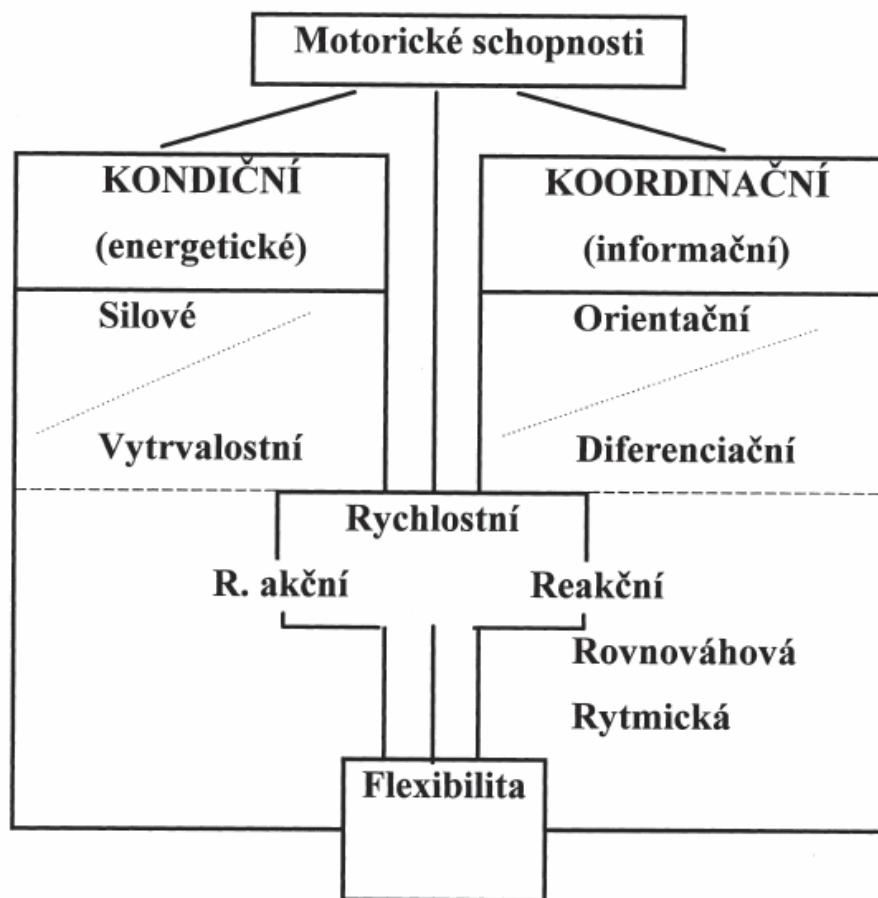 Motorické schopnosti
KONDIČNÍ
(energetické)
KOORDINAČNÍ
(informační)
Silové
Orientační
Vytrvalostní
Diferenciační
Rychlostní
R. akční
Reakční
Rovnováhová
Rytmická
Flexibilita